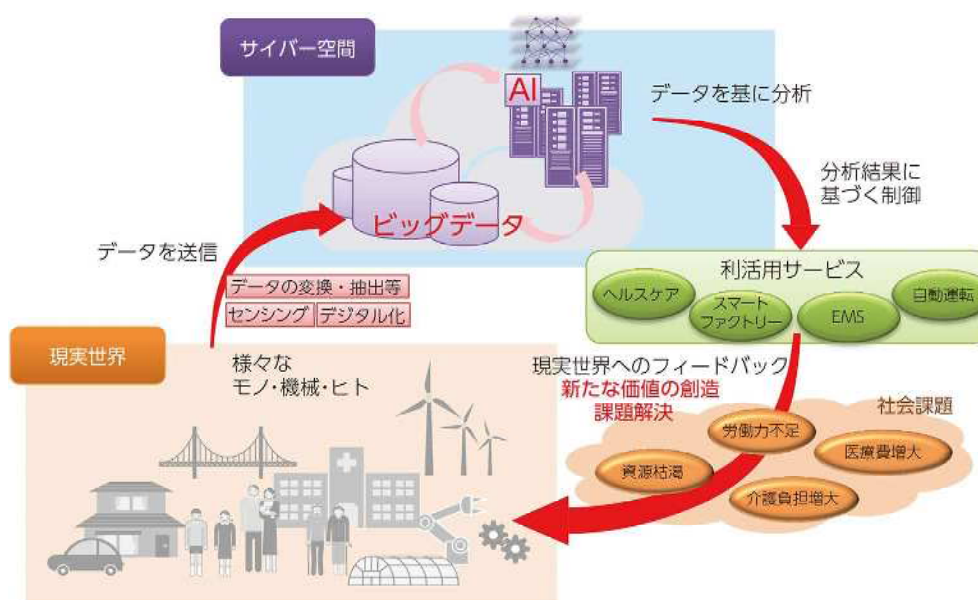 サイバー空間
AI
データを基に分析
分析結果に
基づく制御
ビッグデータ
データを送信
データの変換・抽出等
センシング
デジタル化
利活用サービス
ヘルスケア
スマート
ファクトリー
EMS
自動運転
現実世界
様々な
モノ・機械・ヒト
現実世界へのフィードバック
新たな価値の創造
課題解決
社会課題
労働力不足
医療費増大
資源枯渇
介護負担増大